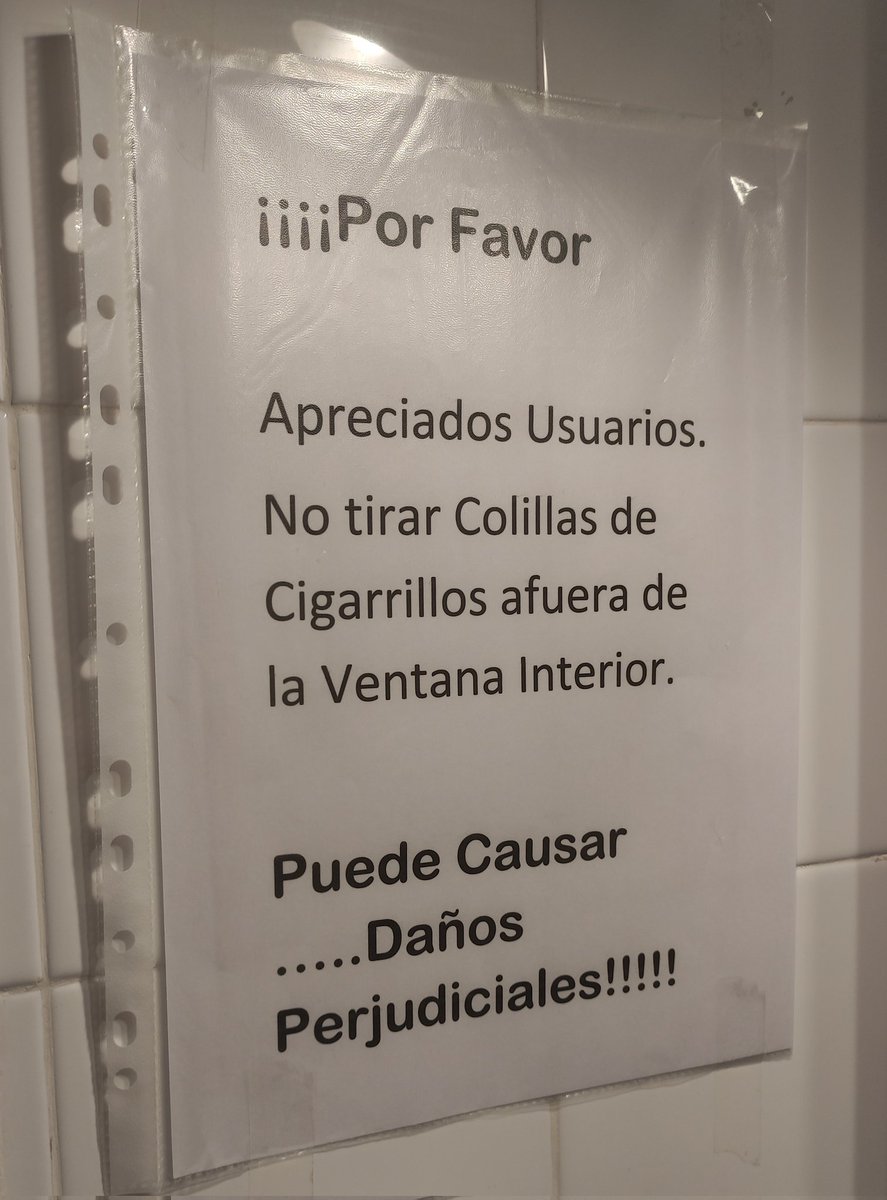 ¡¡¡¡Por Favor
Apreciados Usuarios.
No tirar Colillas de
Cigarrillos afuera de
la Ventana Interior.
Puede Causar
.....Daños
Perjudiciales!!!!!